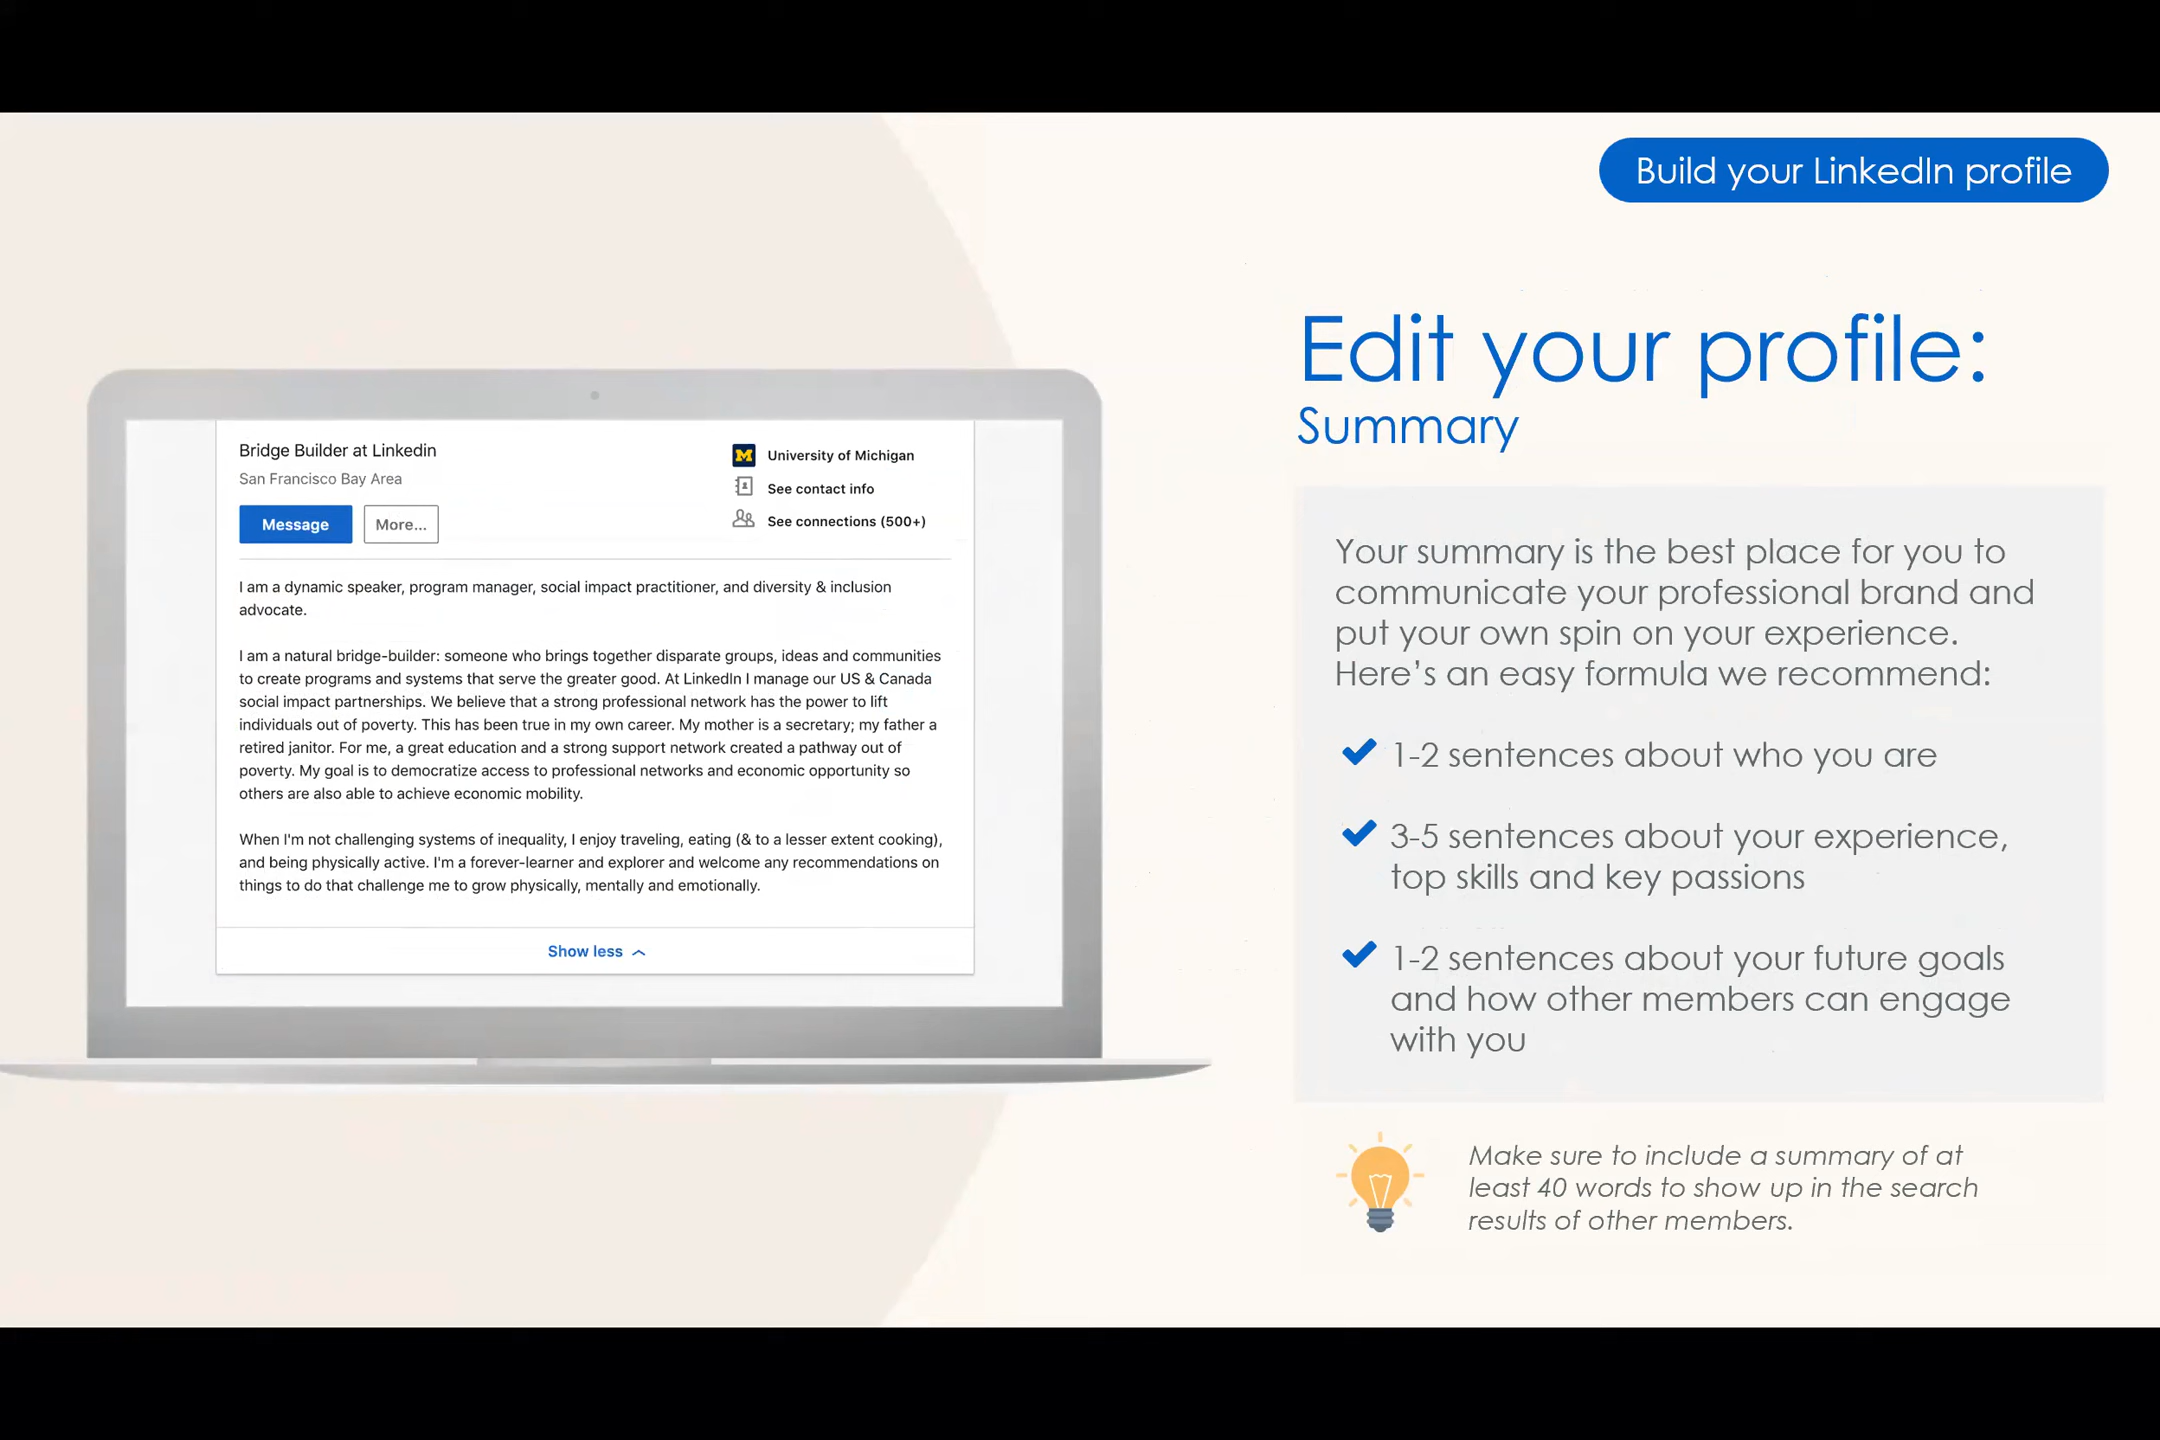 Build your LinkedIn profile
Bridge Builder at Linkedin
San Francisco Bay Area
Message
More...
M
University of Michigan
See contact info
See connections (500+)
I am a dynamic speaker, program manager, social impact practitioner, and diversity & inclusion
advocate.
I am a natural bridge-builder: someone who brings together disparate groups, ideas and communities
to create programs and systems that serve the greater good. At LinkedIn I manage our US & Canada
social impact partnerships. We believe that a strong professional network has the power to lift
individuals out of poverty. This has been true in my own career. My mother is a secretary; my father a
retired janitor. For me, a great education and a strong support network created a pathway out of
poverty. My goal is to democratize access to professional networks and economic opportunity so
others are also able to achieve economic mobility.
When I'm not challenging systems of inequality, I enjoy traveling, eating (& to a lesser extent cooking),
and being physically active. I'm a forever-learner and explorer and welcome any recommendations on
things to do that challenge me to grow physically, mentally and emotionally.
Show less
Edit your profile:
Summary
Your summary is the best place for you to
communicate your professional brand and
put your own spin on your experience.
Here's an easy formula we recommend:
1-2 sentences about who you are
3-5 sentences about your experience,
top skills and key passions
1-2 sentences about your future goals
and how other members can engage
with you
Make sure to include a summary of at
least 40 words to show up in the search
results of other members.